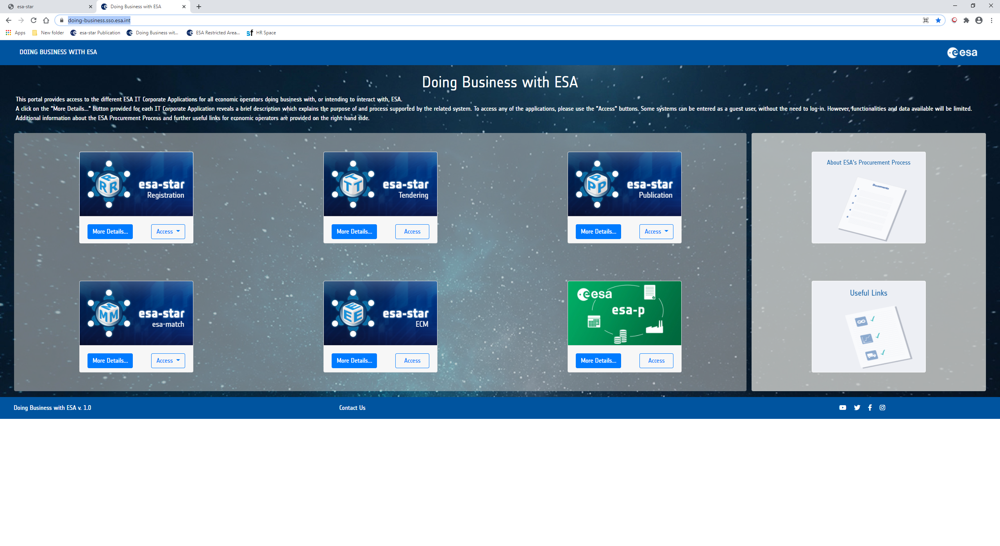 esa-star
Doing Business with ESA
doing-business.sso.esa.int
Apps
New folder
esa-star Publication
Doing Business wit...
ESA Restricted Area...
sf HR Space
DOING BUSINESS WITH ESA
esa
Doing Business with ESA
This portal provides access to the different ESA IT Corporate Applications for all economic operators doing business with, or intending to interact with, ESA.
A click on the "More Details..." button provided for each IT Corporate Application reveals a brief description which explains the purpose of and process supported by the related system. To access any of the applications, please use the "Access" buttons. Some systems can be entered as a guest user, without the need to log-in. However, functionalities and data available will be limited.
Additional information about the ESA Procurement Process and further useful links for economic operators are provided on the right-hand side.
R R R
esa-star
Registration
More Details...
Access
T T T
esa-star
Tendering
More Details...
Access
P P P
esa-star
Publication
More Details...
Access
About ESA's Procurement Process
Documents
1
2
3
4
5
M M M
esa-star
esa-match
More Details...
Access
E E E
esa-star
ECM
More Details...
Access
esa
esa-p
More Details...
Access
Useful Links
Doing Business with ESA v. 1.0
Contact Us